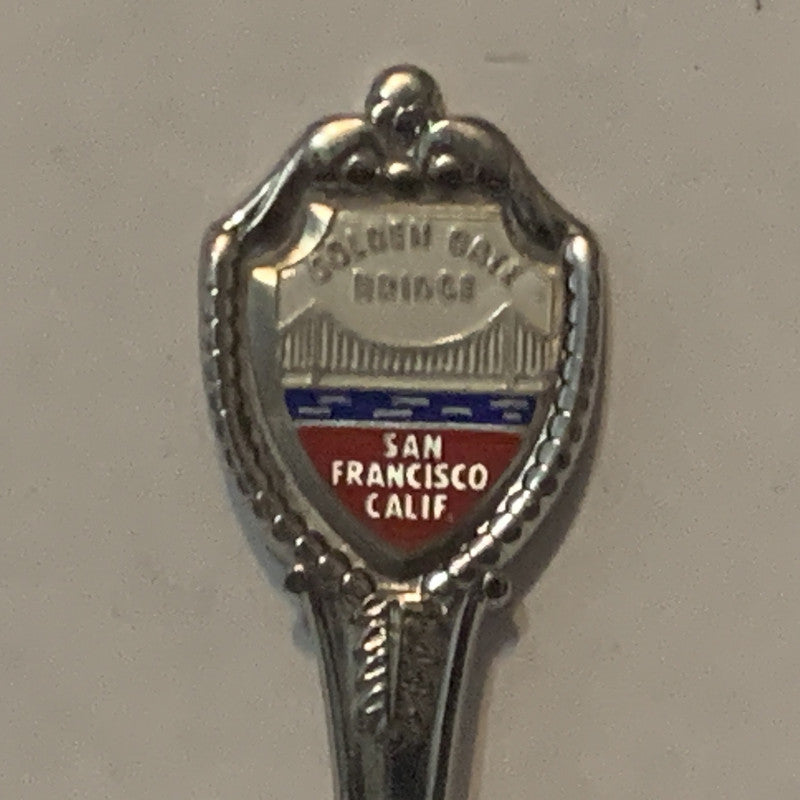 GOLDEN GATE
BRIDGE
SAN
FRANCISCO
CALIF.